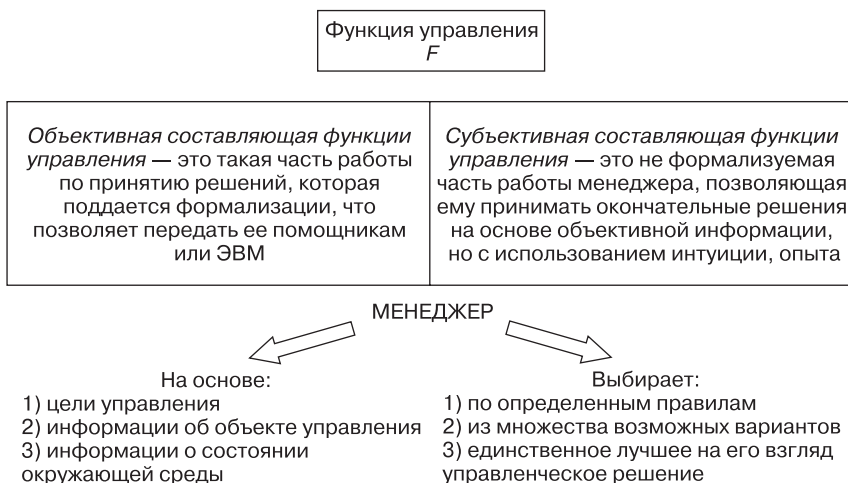 Функция управления
F
Объективная составляющая функции
управления — это такая часть работы
по принятию решений, которая
поддается формализации, что
позволяет передать ее помощникам
или ЭВМ
Субъективная составляющая функции
управления — это не формализуемая
часть работы менеджера, позволяющая
ему принимать окончательные решения
на основе объективной информации,
но с использованием интуиции, опыта
МЕНЕДЖЕР
На основе:
1) цели управления
2) информации об объекте управления
3) информации о состоянии
окружающей среды
Выбирает:
1) по определенным правилам
2) из множества возможных вариантов
3) единственное лучшее на его взгляд
управленческое решение